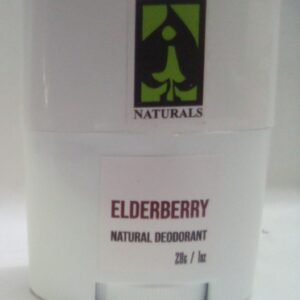 NATURALS
ELDERBERRY
NATURAL DEODORANT
28g / 1oz